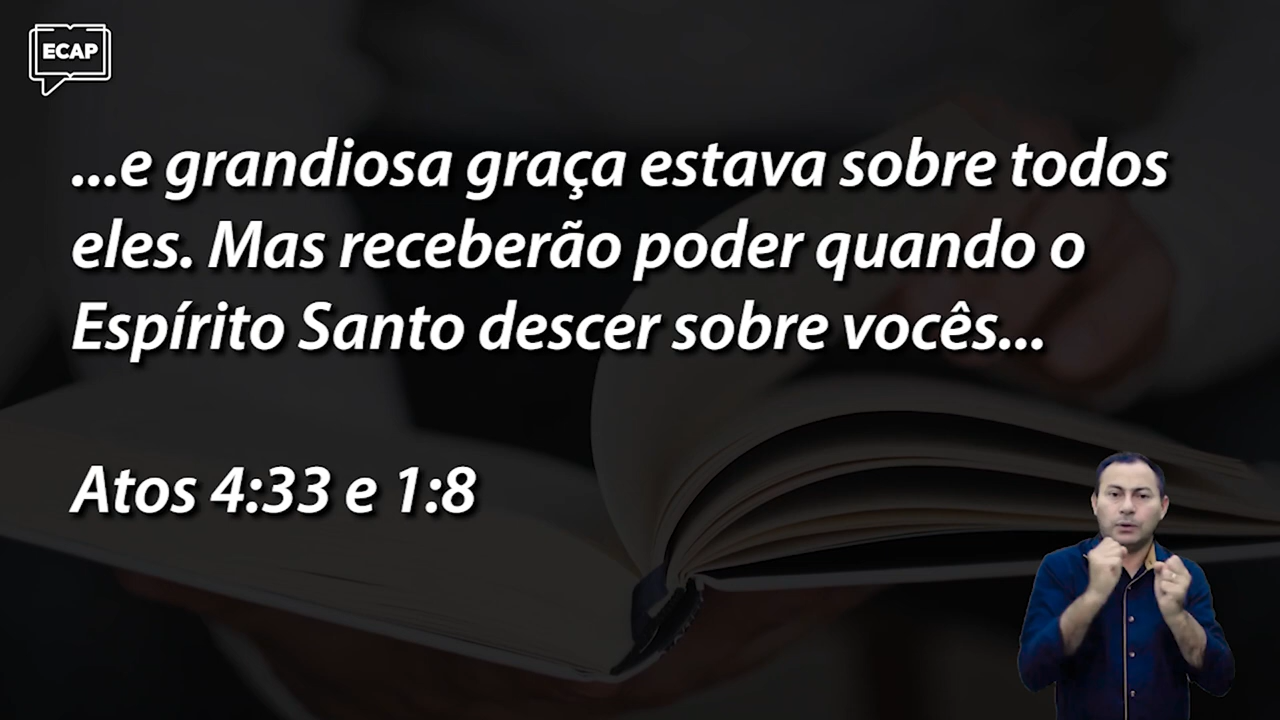 ECAP
...e grandiosa graça estava sobre todos
eles. Mas receberão poder quando o
Espírito Santo descer sobre vocês...
Atos 4:33 e 1:8